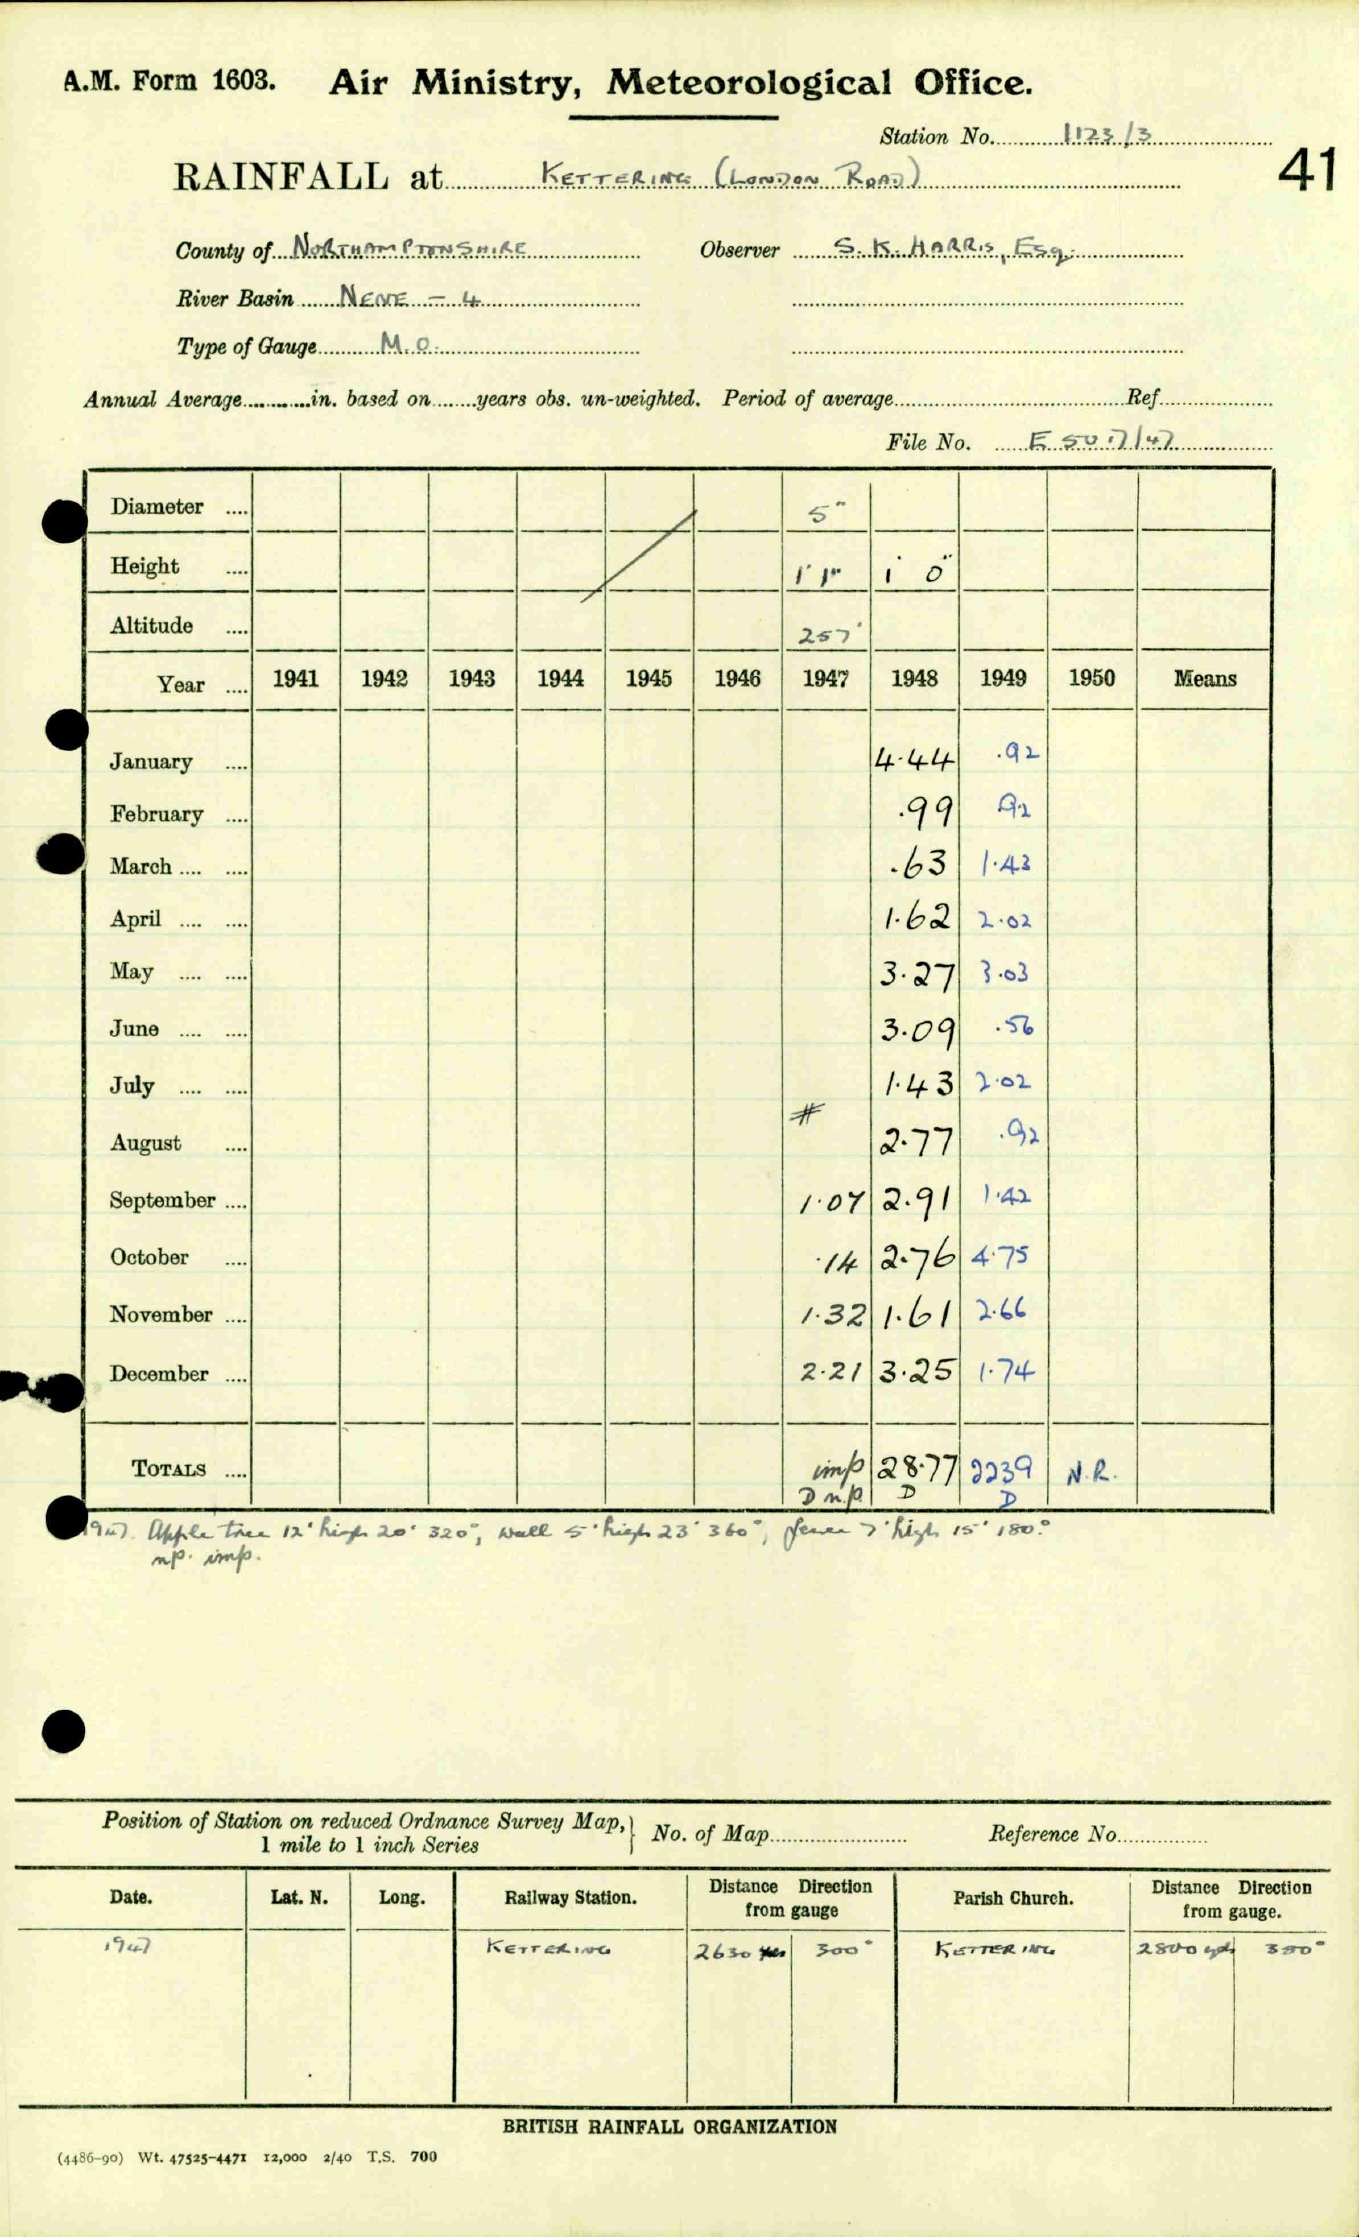 A.M. Form 1603. Air Ministry, Meteorological Office.
Station No. 1123/3
41
RAINFALL at KETTERING (LONDON ROAD)
County of NORTHAMPTONSHIRE Observer S. K. HARRIS, Esq.
River Basin NENE - 4
Type of Gauge M.O.
Annual Average in. based on years obs. un-weighted. Period of average Ref
File No.
Diameter 5"
Height 1' 1" 1' 0"
Altitude 257'
Year 1941 1942 1943 1944 1945 1946 1947 1948 1949 1950 Means
January 4.44 .92
February .99 .92
March .63 1.43
April 1.62 2.02
May 3.27 3.03
June 3.09 .56
July 1.43 2.02
#
August 2.77 .92
September 1.07 2.91 1.42
October .14 2.76 4.75
November 1.32 1.61 2.66
December 2.21 3.25 1.74
TOTALS imp 28.77 2239 N.R.
D n.p. D D
1947. Apple tree 12' high 20' 320°, wall 5' high 23' 360°, fence 7' high 15' 180°.
np. imp.
Position of Station on reduced Ordnance Survey Map, No. of Map Reference No.
1 mile to 1 inch Series
Date. Lat. N. Long. Railway Station. Distance Direction from gauge Parish Church. Distance Direction from gauge.
1947 KETTERING 2630 yds 300° KETTERING 2800 yds
BRITISH RAINFALL ORGANIZATION
(4486-90) Wt. 47525-4471 12,000 2/40 T.S. 700